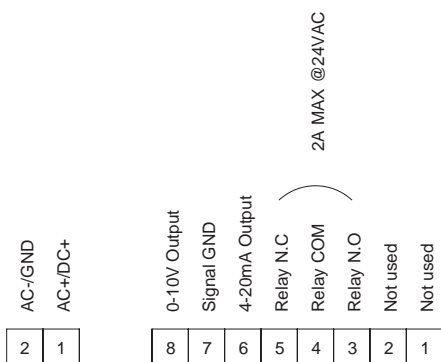 2A MAX @24VAC
AC-/GND
AC+/DC+
0-10V Output
Signal GND
4-20mA Output
Relay N.C
Relay COM
Relay N.O
Not used
Not used
2 1
8 7 6 5 4 3 2 1